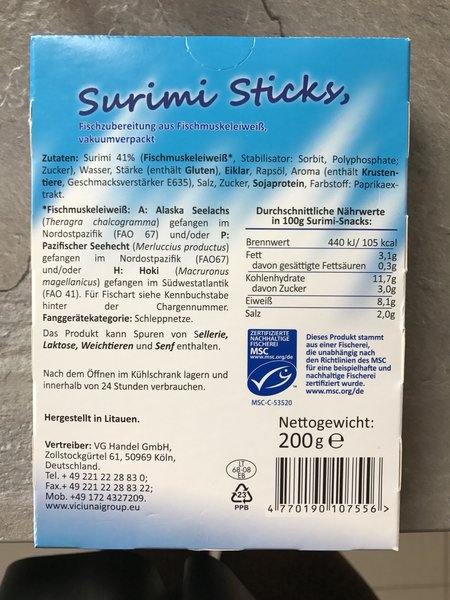 Surimi Sticks,
Fischzubereitung aus Fischmuskeleiweiß,
vakuumverpackt
Zutaten: Surimi 41% (Fischmuskeleiweiß*, Stabilisator: Sorbit, Polyphosphate;
Zucker), Wasser, Stärke (enthält Gluten), Eiklar, Rapsöl, Aroma (enthält Krusten-
tiere, Geschmacksverstärker E635), Salz, Zucker, Sojaprotein, Farbstoff: Paprikaex-
trakt.
*Fischmuskeleiweiß: A: Alaska Seelachs
(Theragra chalcogramma) gefangen im
Nordostpazifik (FAO 67) und/oder P:
Pazifischer Seehecht (Merluccius productus)
gefangen im Nordostpazifik (FAO67)
und/oder H: Hoki (Macruronus
magellanicus) gefangen im Südwestatlantik
(FAO 41). Für Fischart siehe Kennbuchstabe
hinter der Chargennummer.
Fanggerätekategorie: Schleppnetze.
Durchschnittliche Nährwerte
in 100g Surimi-Snacks:
Brennwert 440 kJ/ 105 kcal
Fett 3,1g
davon gesättigte Fettsäuren 0,3g
Kohlenhydrate 11,7g
davon Zucker 3,0g
Eiweiß 8,1g
Salz 2,0g
Das Produkt kann Spuren von Sellerie,
Laktose, Weichtieren und Senf enthalten.
Nach dem Öffnen im Kühlschrank lagern und
innerhalb von 24 Stunden verbrauchen.
ZERTIFIZIERTE
NACHHALTIGE
FISCHEREI
MSC
www.msc.org/de
MSC-C-53520
Dieses Produkt stammt
aus einer Fischerei,
die unabhängig nach
den Richtlinien des MSC
für eine beispielhafte und
nachhaltige Fischerei
zertifiziert wurde.
www.msc.org/de
Hergestellt in Litauen.
Nettogewicht:
200g e
Vertreiber: VG Handel GmbH,
Zollstockgürtel 61, 50969 Köln,
Deutschland.
Tel. + 49 221 22 28 83 0;
Fax.+ 49 221 22 28 83 22;
Mob. +49 172 4327209.
www.viciunaigroup.eu
LT
68-08
EB
23
PPB
4 770190 107556 >